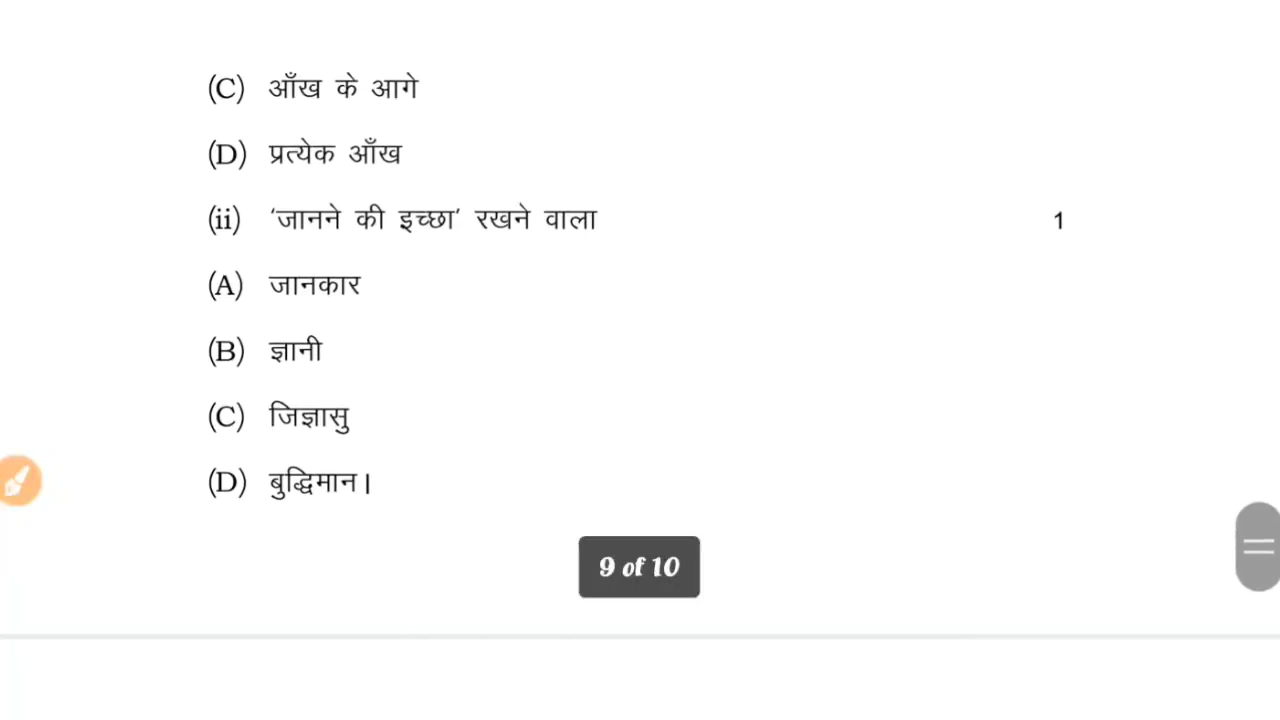 (C) आँख के आगे
(D) प्रत्येक आँख
(ii) ‘जानने की इच्छा’ रखने वाला 1
(A) जानकार
(B) ज्ञानी
(C) जिज्ञासु
(D) बुद्धिमान।
9 of 10